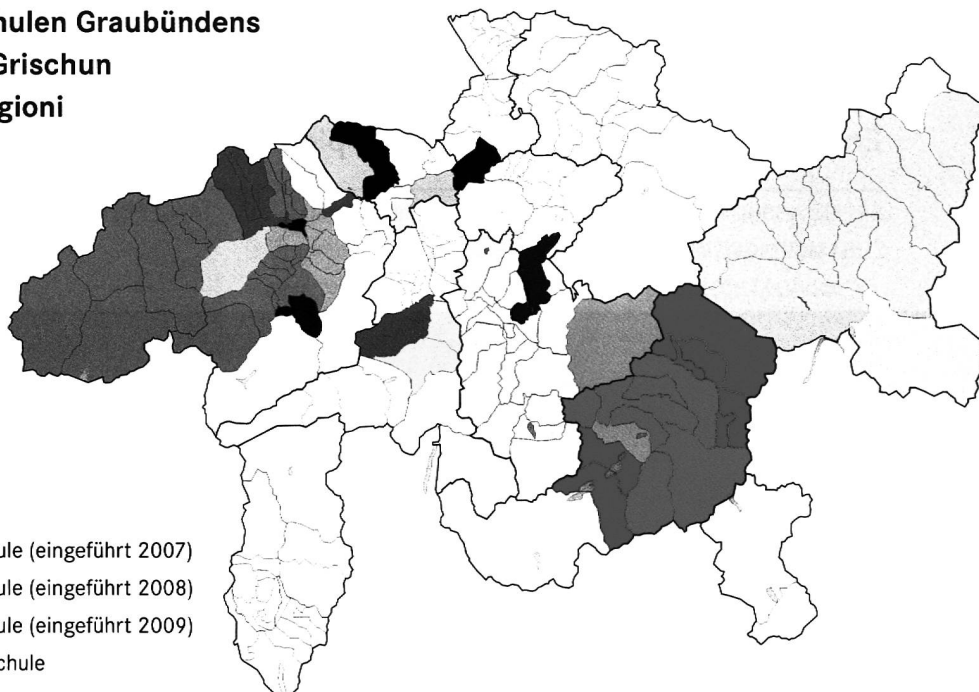 hulen Graubündens
Grischun
gioni
ule (eingeführt 2007)
ule (eingeführt 2008)
ule (eingeführt 2009)
chule